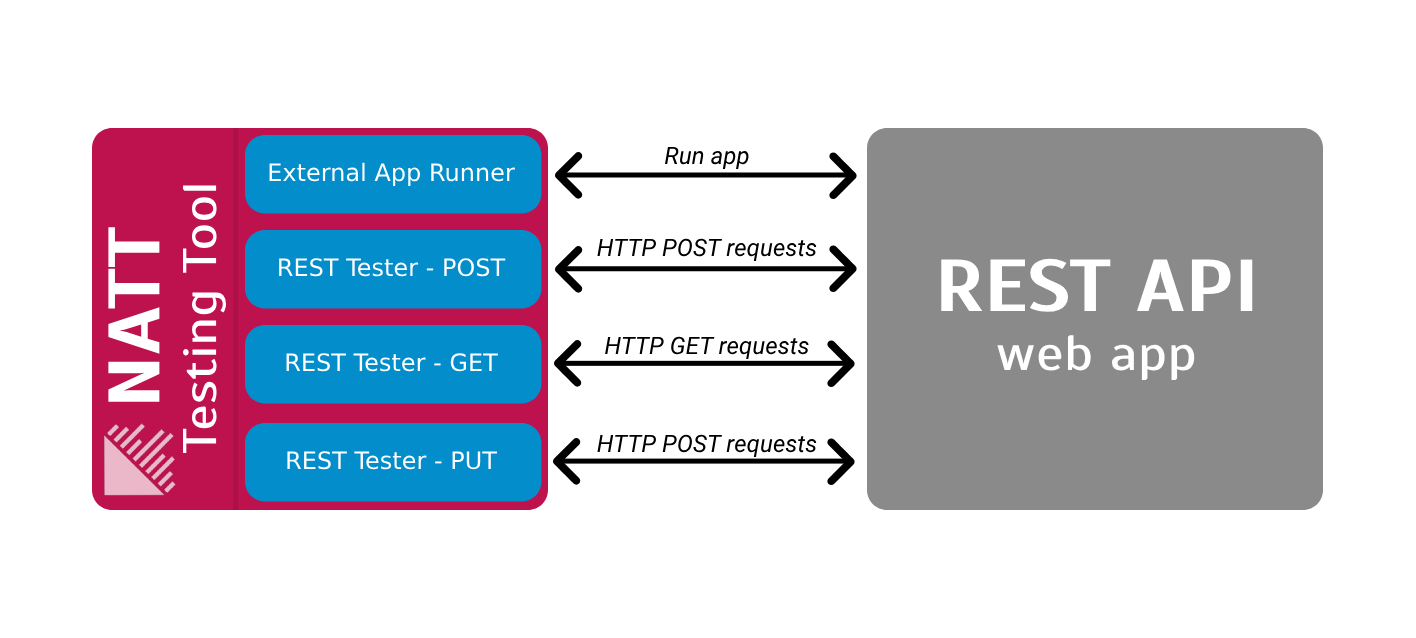 NATT
Testing Tool
External App Runner
Run app
REST Tester - POST
HTTP POST requests
REST Tester - GET
HTTP GET requests
REST Tester - PUT
HTTP POST requests
REST API
web app